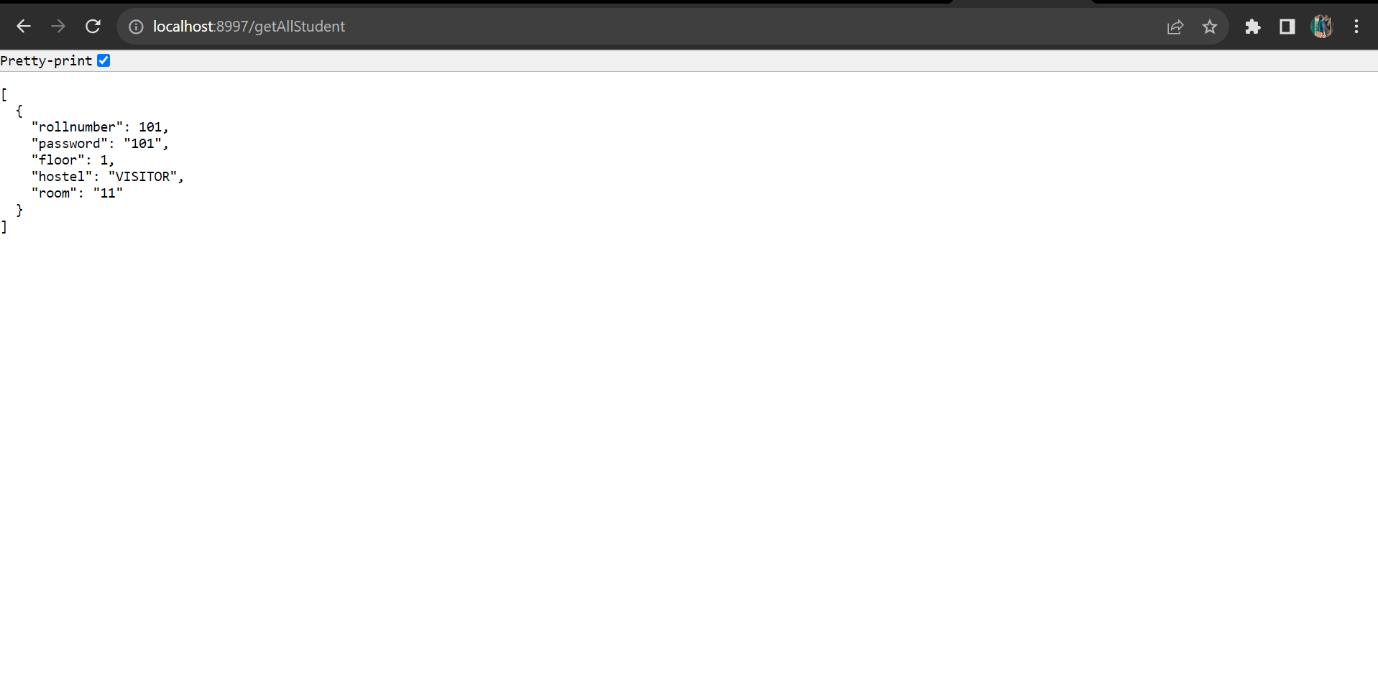 localhost:8997/getAllStudent
Pretty-print
[
  {
    "rollnumber": 101,
    "password": "101",
    "floor": 1,
    "hostel": "VISITOR",
    "room": "11"
  }
]